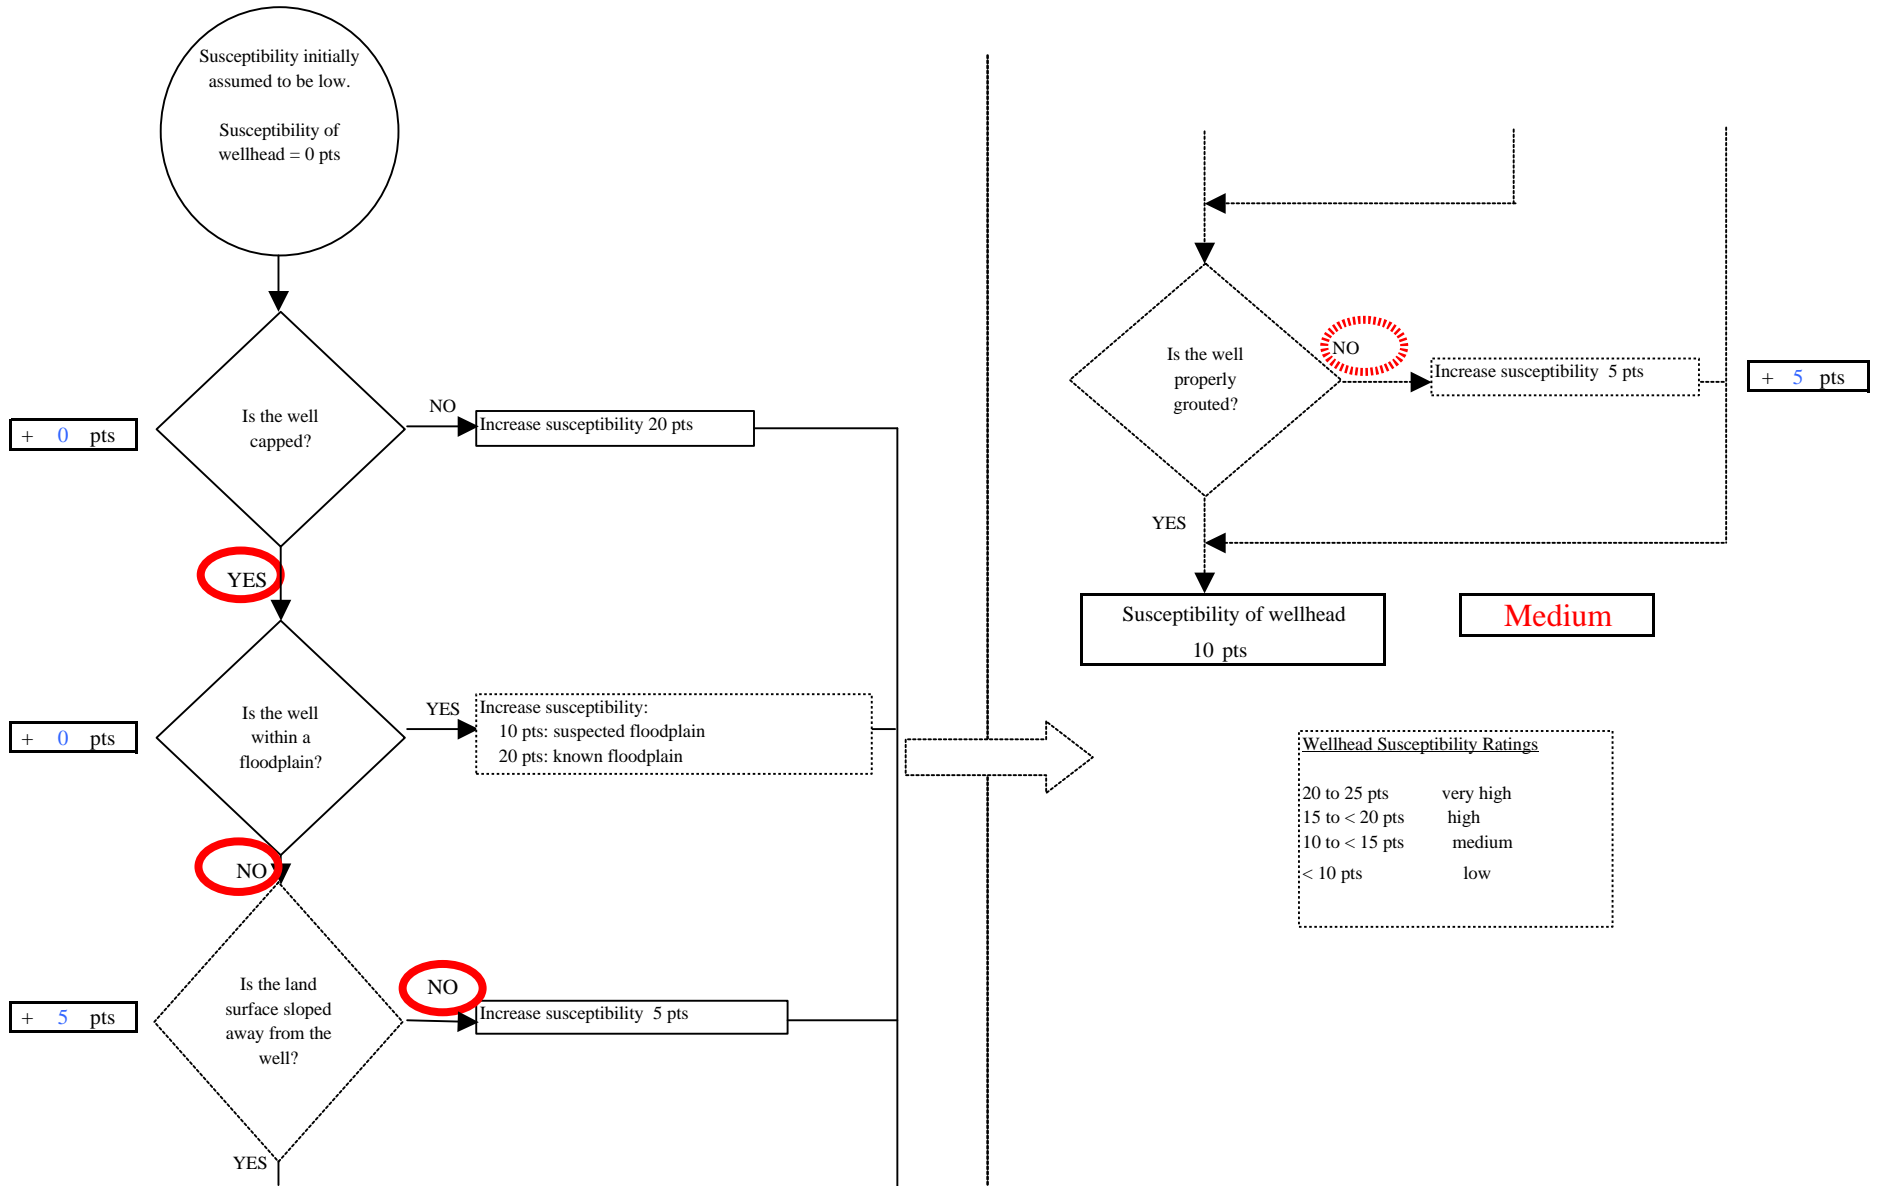 Susceptibility initially
assumed to be low.
Susceptibility of
wellhead = 0 pts
Is the well
capped?
NO
Increase susceptibility 20 pts
+ 0 pts
YES
Is the well
within a
floodplain?
YES
Increase susceptibility:
10 pts: suspected floodplain
20 pts: known floodplain
+ 0 pts
NO
Is the land
surface sloped
away from the
well?
NO
Increase susceptibility 5 pts
+ 5 pts
YES
Is the well
properly
grouted?
NO
Increase susceptibility 5 pts
+ 5 pts
YES
Susceptibility of wellhead
10 pts
Medium
Wellhead Susceptibility Ratings
20 to 25 pts very high
15 to < 20 pts high
10 to < 15 pts medium
< 10 pts low